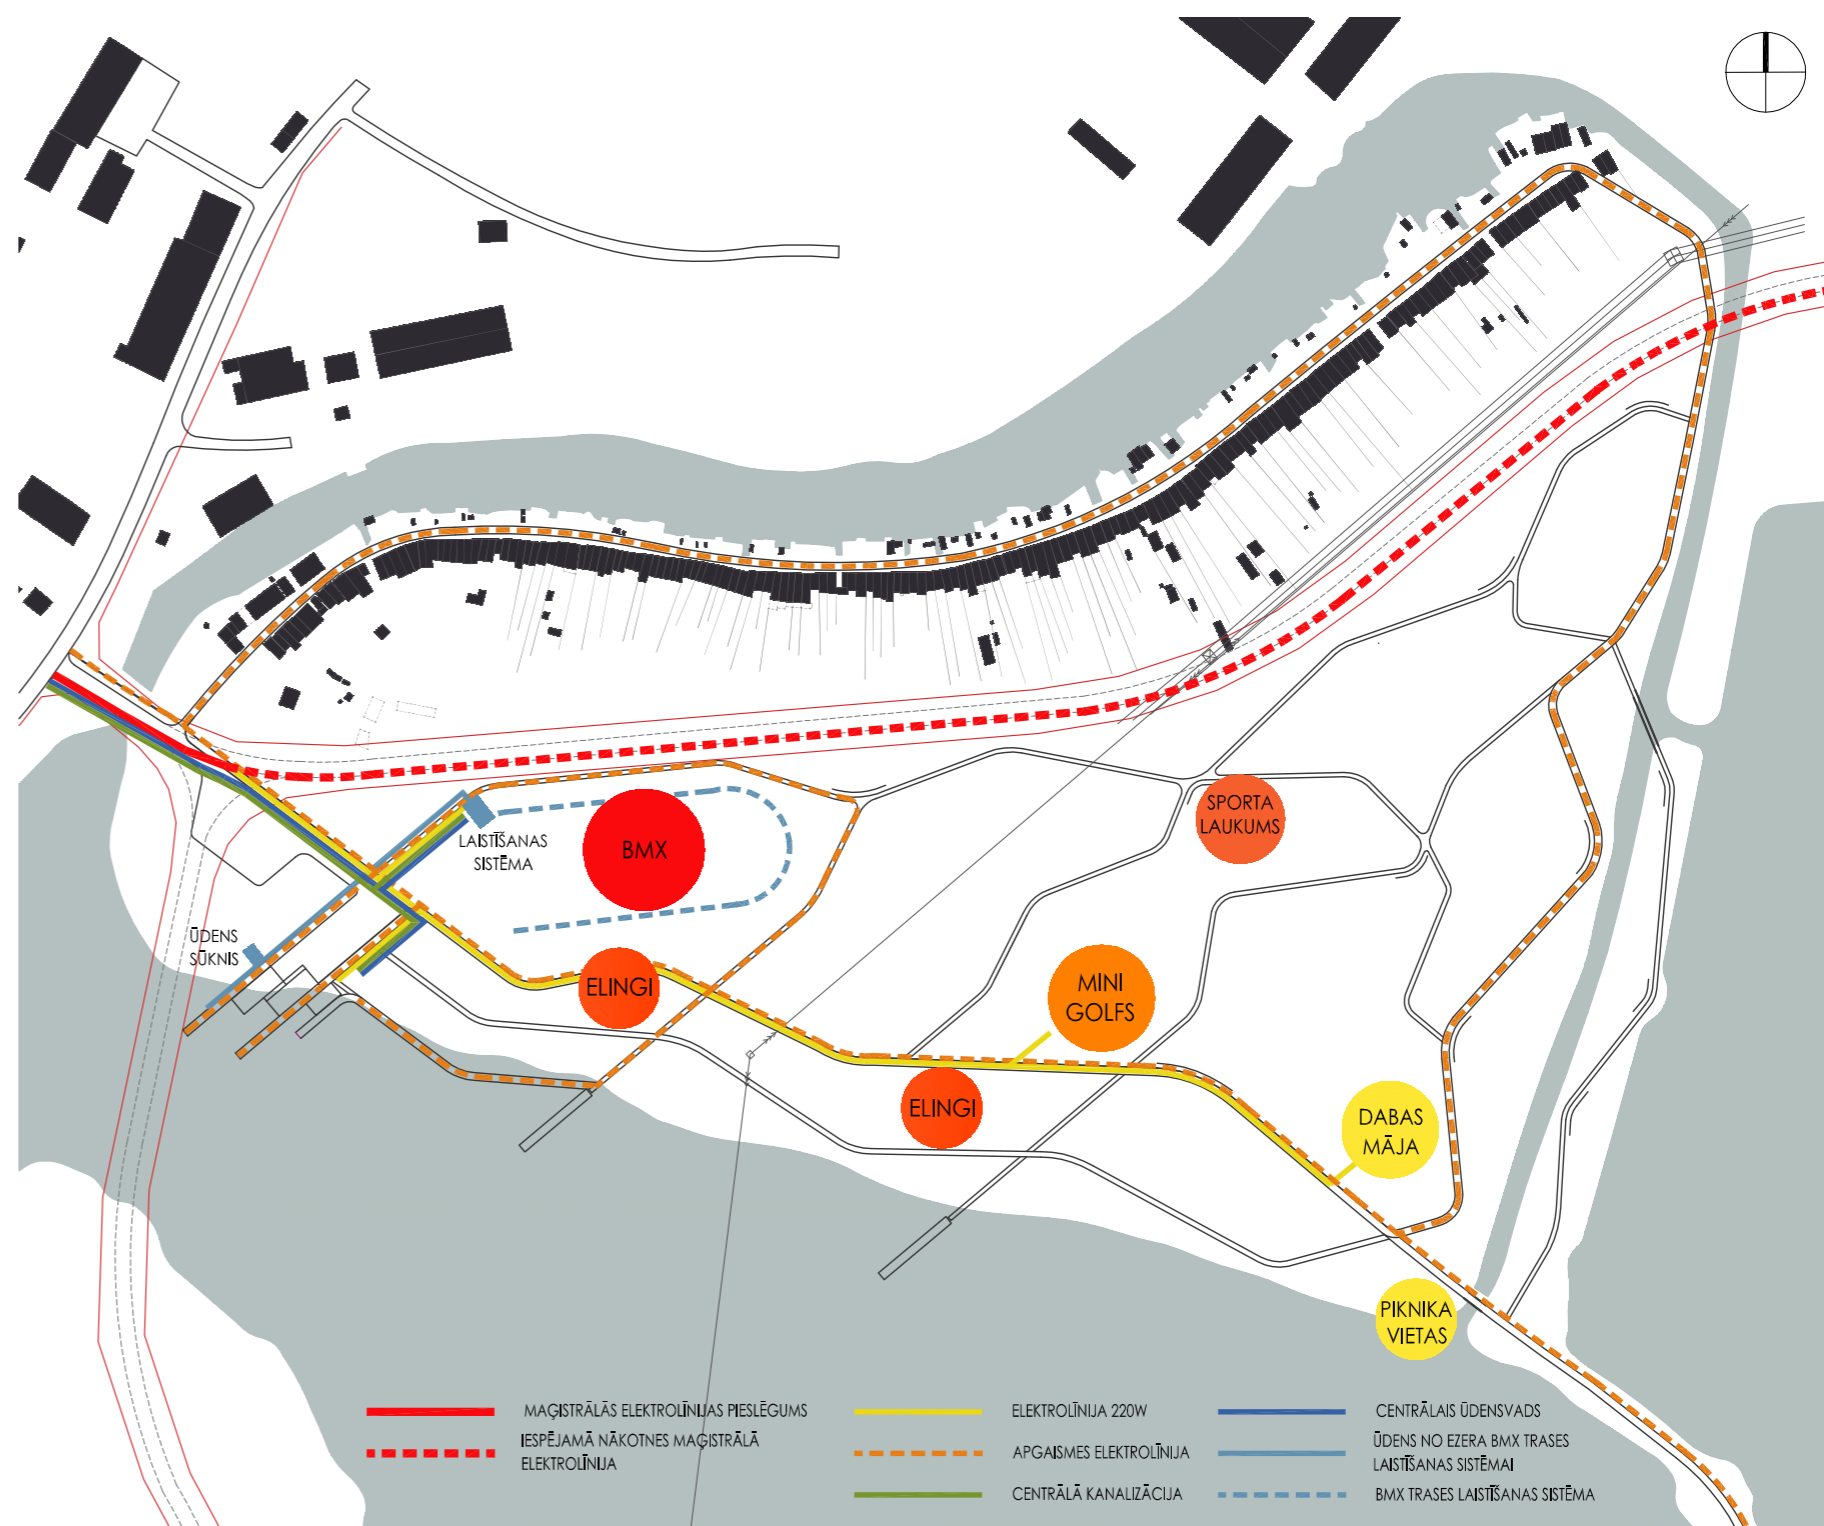 SPORTA
LAUKUMS
LAISTĪŠANAS
SISTĒMA
BMX
ŪDENS
SŪKNIS
ELINGI
MINI
GOLFS
ELINGI
DABAS
MĀJA
PIKNIKA
VIETAS
MAĢISTRĀLĀS ELEKTROLĪNIJAS PIESLĒGUMS
IESPĒJAMĀ NĀKOTNES MAĢISTRĀLĀ
ELEKTROLĪNIJA
ELEKTROLĪNIJA 220W
APGAISMES ELEKTROLĪNIJA
CENTRĀLĀ KANALIZĀCIJA
CENTRĀLAIS ŪDENSVADS
ŪDENS NO EZERA BMX TRASES
LAISTĪŠANAS SISTĒMAI
BMX TRASES LAISTĪŠANAS SISTĒMA